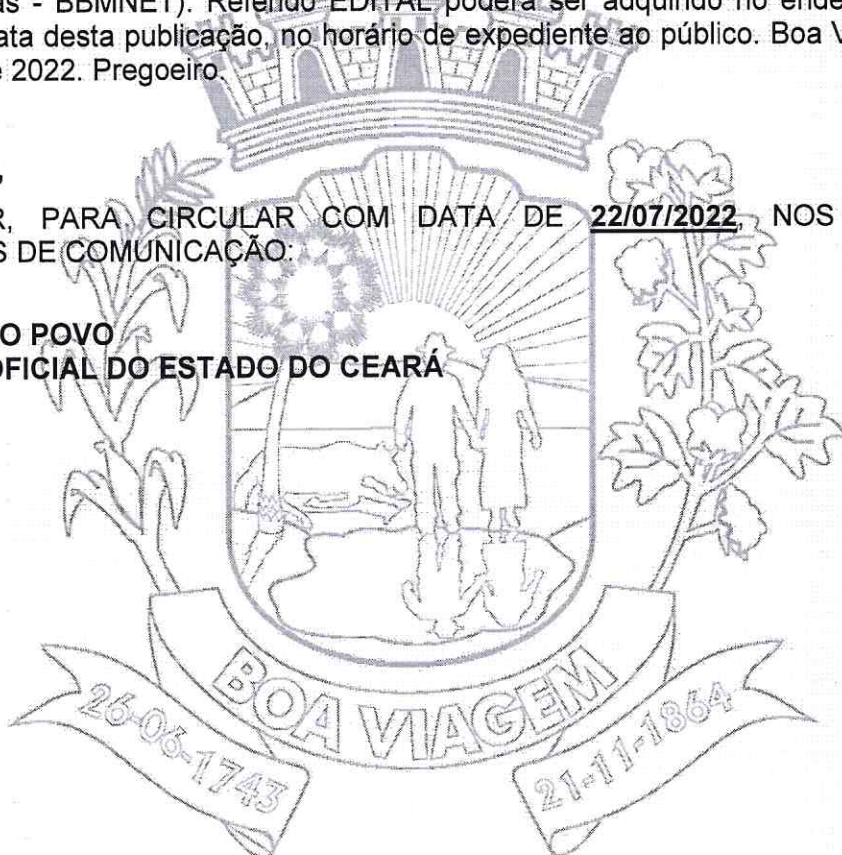 as - BBMNET). Referido EDITAL poderá ser adquirido no ende
ata desta publicação, no horário de expediente ao público. Boa V
e 2022. Pregoeiro.
R, PARA CIRCULAR COM DATA DE 22/07/2022, NOS
S DE COMUNICAÇÃO:
O POVO
OFICIAL DO ESTADO DO CEARÁ
BOA VIAGEM
26-06-1743
21-11-1864